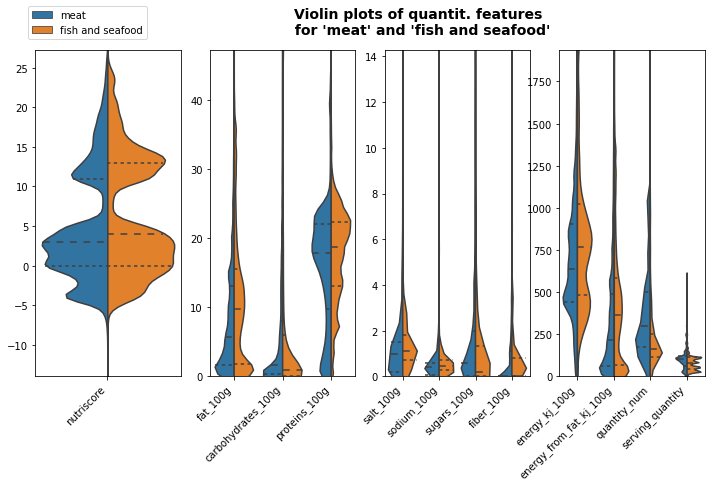 Violin plots of quantit. features
for 'meat' and 'fish and seafood'
meat
fish and seafood
25
20
15
10
5
0
−5
−10
nutriscore
40
30
20
10
0
fat_100g
carbohydrates_100g
proteins_100g
14
12
10
8
6
4
2
0
salt_100g
sodium_100g
sugars_100g
fiber_100g
1750
1500
1250
1000
750
500
250
0
energy_kj_100g
energy_from_fat_kj_100g
quantity_num
serving_quantity